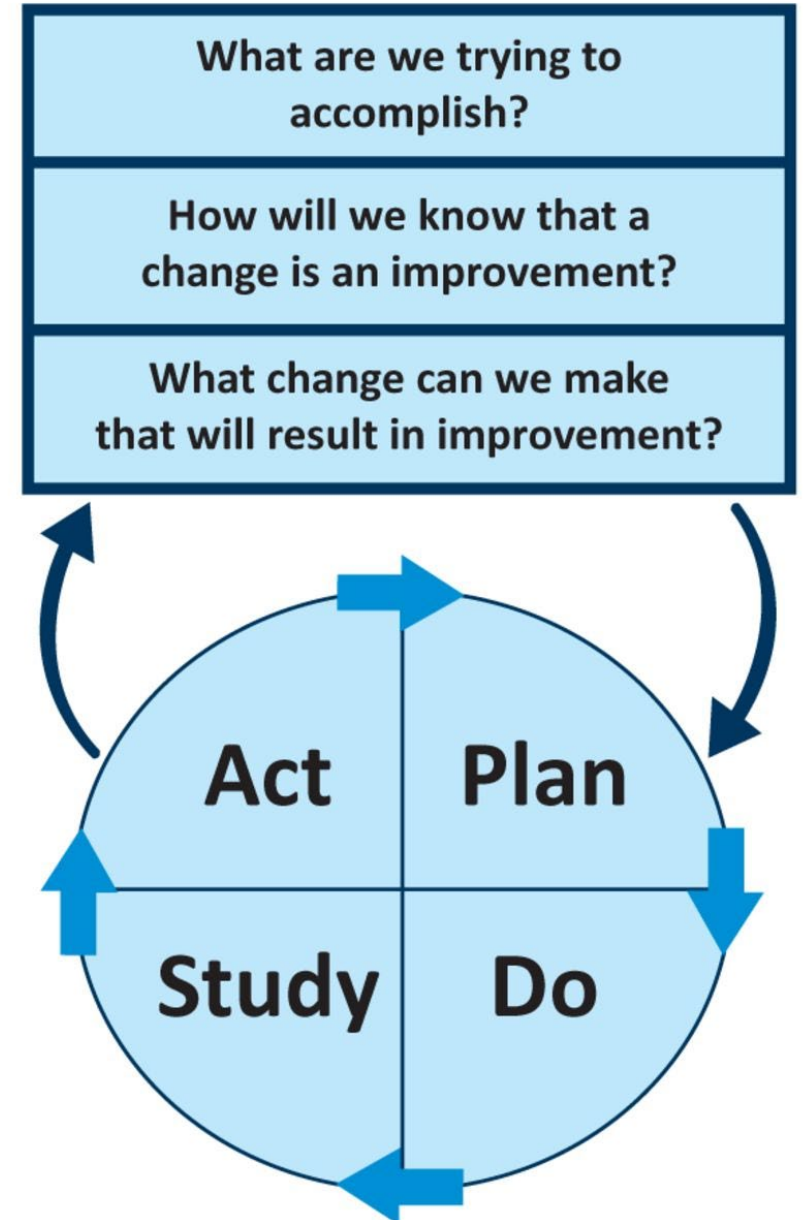 What are we trying to
accomplish?
How will we know that a
change is an improvement?
What change can we make
that will result in improvement?
Act
Plan
Study
Do